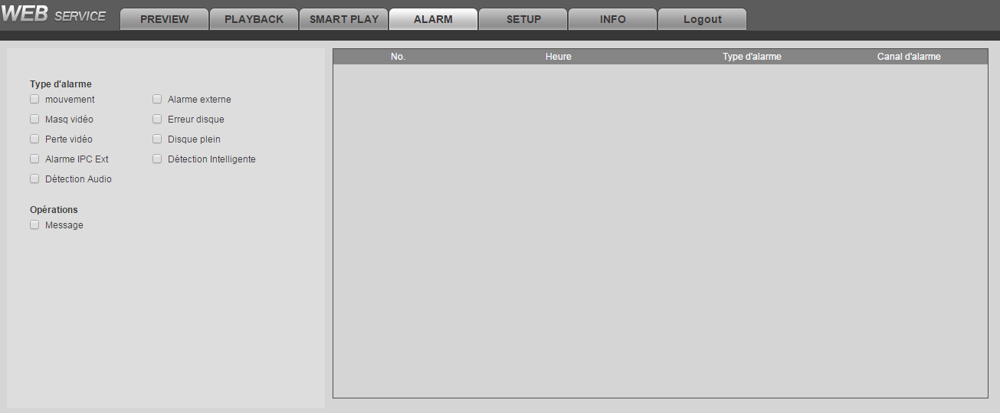 WEB SERVICE
PREVIEW PLAYBACK SMART PLAY ALARM SETUP INFO Logout
Type d'alarme
mouvement Alarme externe
Masq vidéo Erreur disque
Perte vidéo Disque plein
Alarme IPC Ext Détection Intelligente
Détection Audio
Opérations
Message
No. Heure Type d'alarme Canal d'alarme